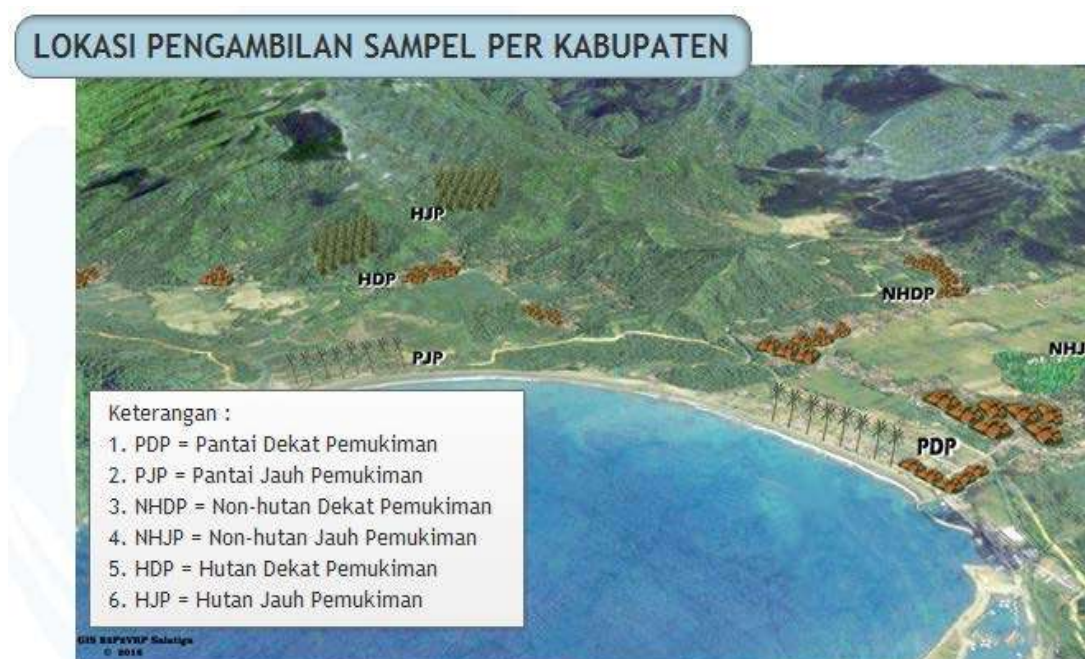 LOKASI PENGAMBILAN SAMPEL PER KABUPATEN
HJP
HDP
NHDP
PJP
NHJ
PDP
Keterangan :
1. PDP = Pantai Dekat Pemukiman
2. PJP = Pantai Jauh Pemukiman
3. NHDP = Non-hutan Dekat Pemukiman
4. NHJP = Non-hutan Jauh Pemukiman
5. HDP = Hutan Dekat Pemukiman
6. HJP = Hutan Jauh Pemukiman
GIS B2P2VRP Salatiga
© 2016